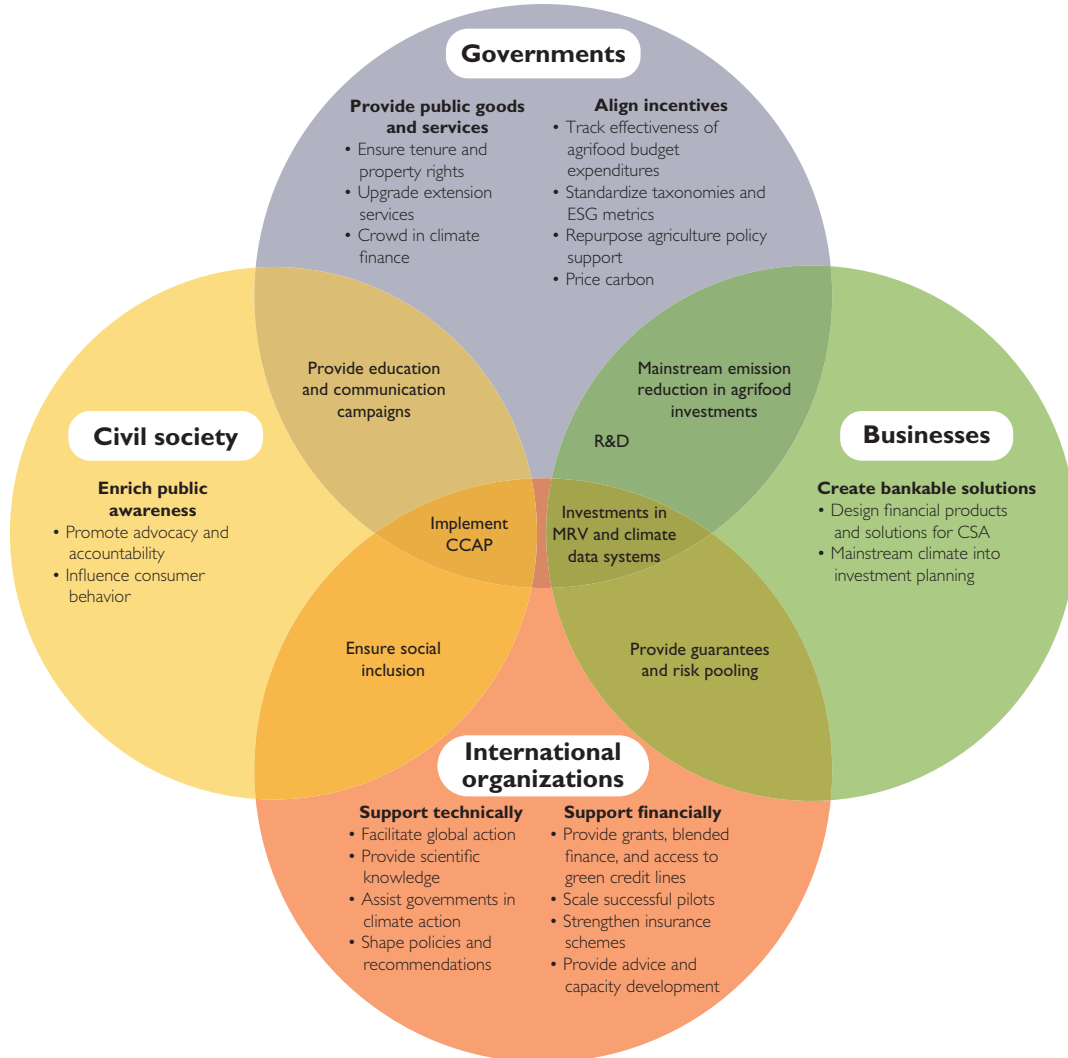 Governments
Provide public goods
and services
• Ensure tenure and
property rights
• Upgrade extension
services
• Crowd in climate
finance
Align incentives
• Track effectiveness of
agrifood budget
expenditures
• Standardize taxonomies and
ESG metrics
• Repurpose agriculture policy
support
• Price carbon
Provide education
and communication
campaigns
Mainstream emission
reduction in agrifood
investments
R&D
Civil society
Enrich public
awareness
• Promote advocacy and
accountability
• Influence consumer
behavior
Implement
CCAP
Investments in
MRV and climate
data systems
Businesses
Create bankable solutions
• Design financial products
and solutions for CSA
• Mainstream climate into
investment planning
Ensure social
inclusion
Provide guarantees
and risk pooling
International
organizations
Support technically
• Facilitate global action
• Provide scientific
knowledge
• Assist governments in
climate action
• Shape policies and
recommendations
Support financially
• Provide grants, blended
finance, and access to
green credit lines
• Scale successful pilots
• Strengthen insurance
schemes
• Provide advice and
capacity development